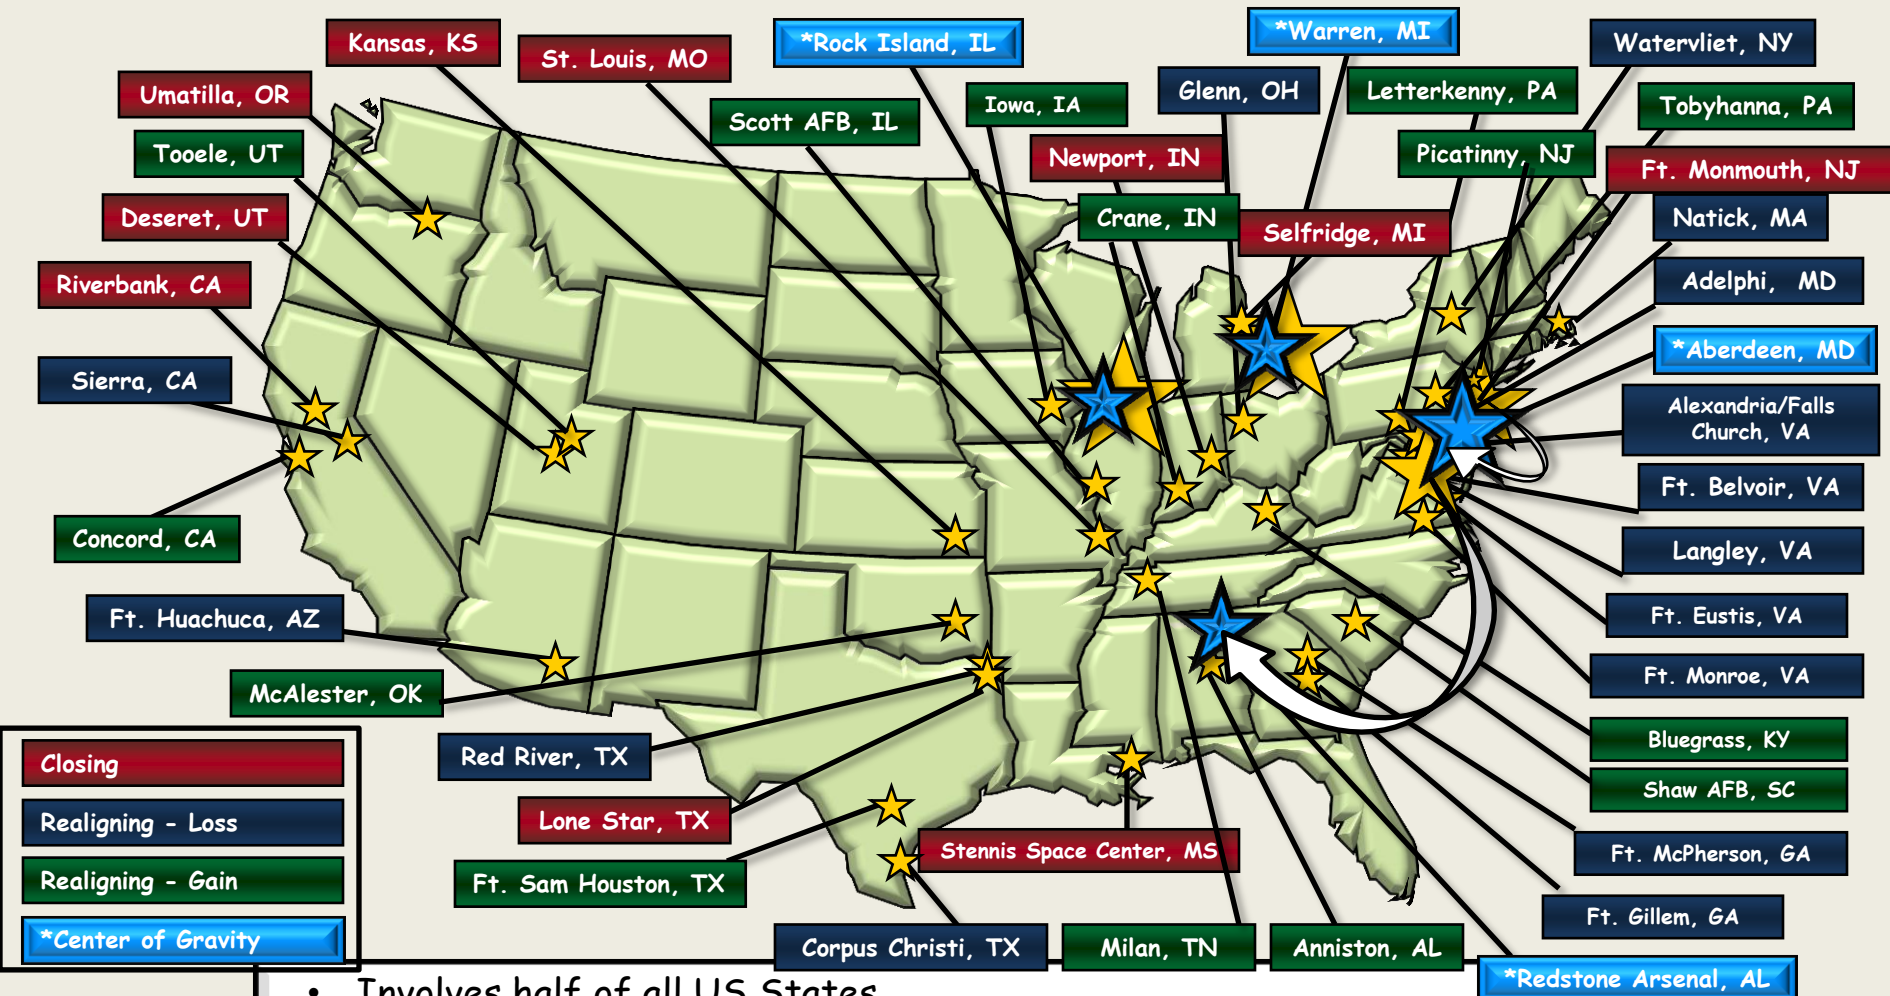 Kansas, KS
St. Louis, MO
*Rock Island, IL
*Warren, MI
Watervliet, NY
Umatilla, OR
Scott AFB, IL
Iowa, IA
Glenn, OH
Letterkenny, PA
Tobyhanna, PA
Tooele, UT
Newport, IN
Picatinny, NJ
Ft. Monmouth, NJ
Deseret, UT
Crane, IN
Selfridge, MI
Natick, MA
Riverbank, CA
Adelphi, MD
*Aberdeen, MD
Sierra, CA
Alexandria/Falls
Church, VA
Ft. Belvoir, VA
Concord, CA
Langley, VA
Ft. Huachuca, AZ
Ft. Eustis, VA
McAlester, OK
Ft. Monroe, VA
Red River, TX
Bluegrass, KY
Lone Star, TX
Shaw AFB, SC
Stennis Space Center, MS
Ft. McPherson, GA
Ft. Sam Houston, TX
Ft. Gillem, GA
Corpus Christi, TX
Milan, TN
Anniston, AL
*Redstone Arsenal, AL
Closing
Realigning - Loss
Realigning - Gain
*Center of Gravity
• Involves half of all US States